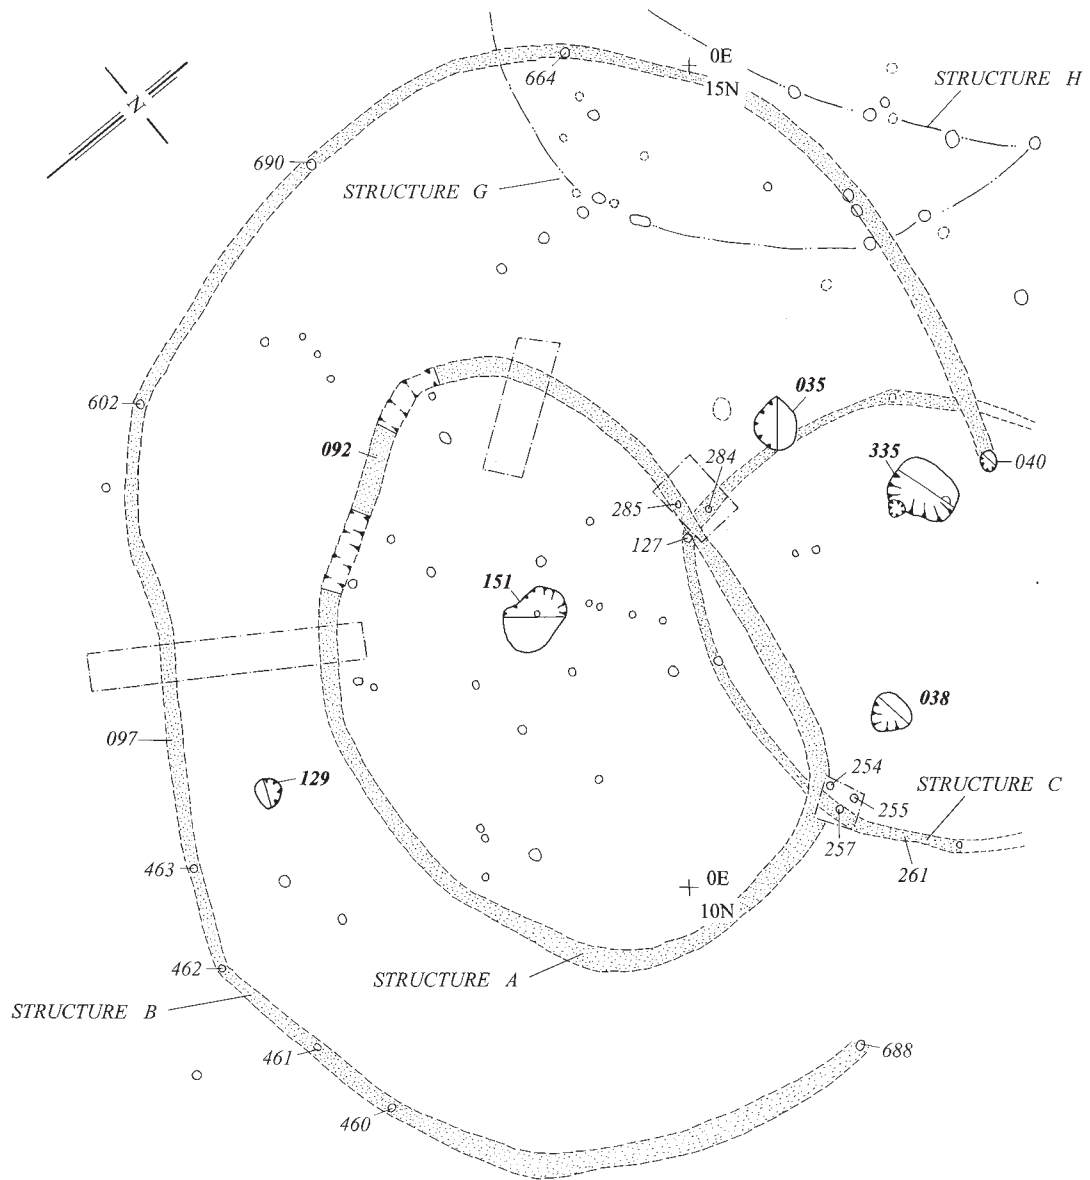 0E
664
STRUCTURE H
15N
N
690
STRUCTURE G
035
602
092
335
284
040
285
127
151
038
097
254
129
STRUCTURE C
255
257
463
261
0E
10N
462
STRUCTURE A
STRUCTURE B
688
461
460